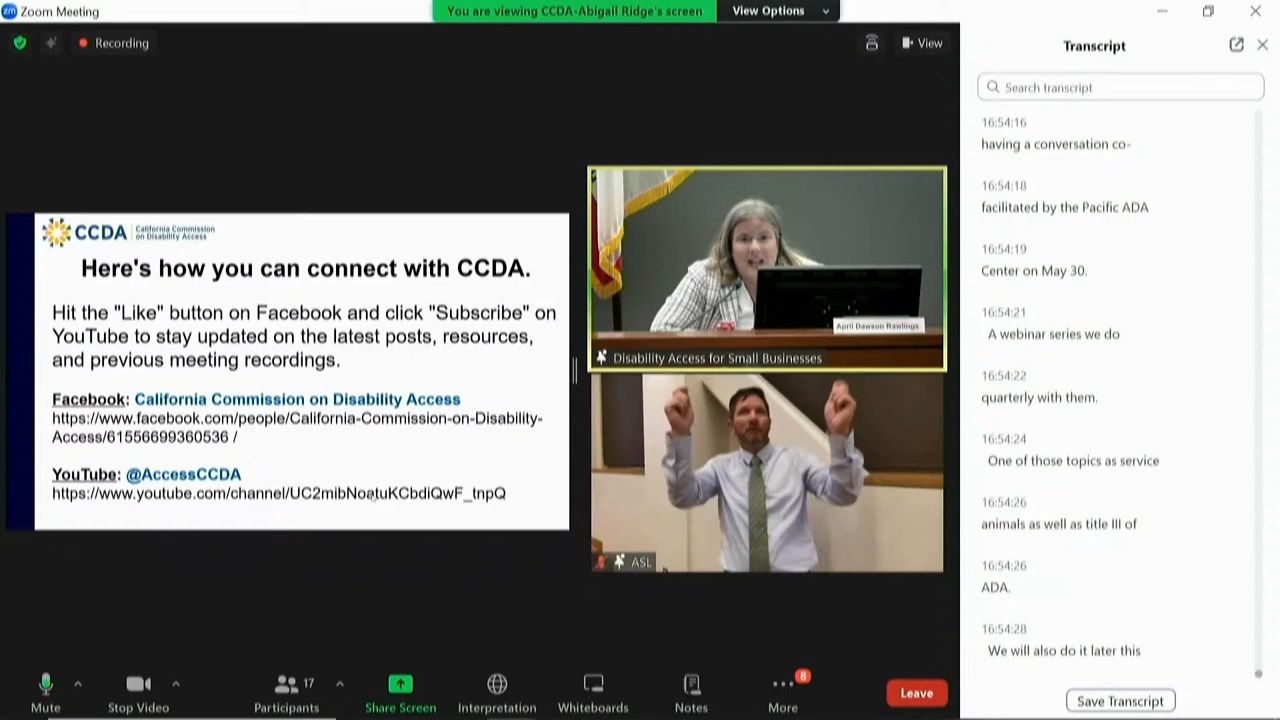 Zoom Meeting
You are viewing CCDA-Abigail Ridge's screen
View Options
Recording
View
Transcript
Search transcript
16:54:16
having a conversation co-
16:54:18
facilitated by the Pacific ADA
16:54:19
Center on May 30.
16:54:21
A webinar series we do
16:54:22
quarterly with them.
16:54:24
One of those topics as service
16:54:26
animals as well as title III of
16:54:26
ADA.
16:54:28
We will also do it later this
Save Transcript
CCDA California Commission
on Disability Access
Here's how you can connect with CCDA.
Hit the "Like" button on Facebook and click "Subscribe" on
YouTube to stay updated on the latest posts, resources,
and previous meeting recordings.
Facebook: California Commission on Disability Access
https://www.facebook.com/people/California-Commission-on-Disability-
Access/61556699360536 /
YouTube: @AccessCCDA
https://www.youtube.com/channel/UC2mibNoatuKCbdiQwF_tnpQ
April Dawson Rawlings
Disability Access for Small Businesses
ASL
Mute
Stop Video
17
Participants
Share Screen
Interpretation
Whiteboards
Notes
8
More
Leave